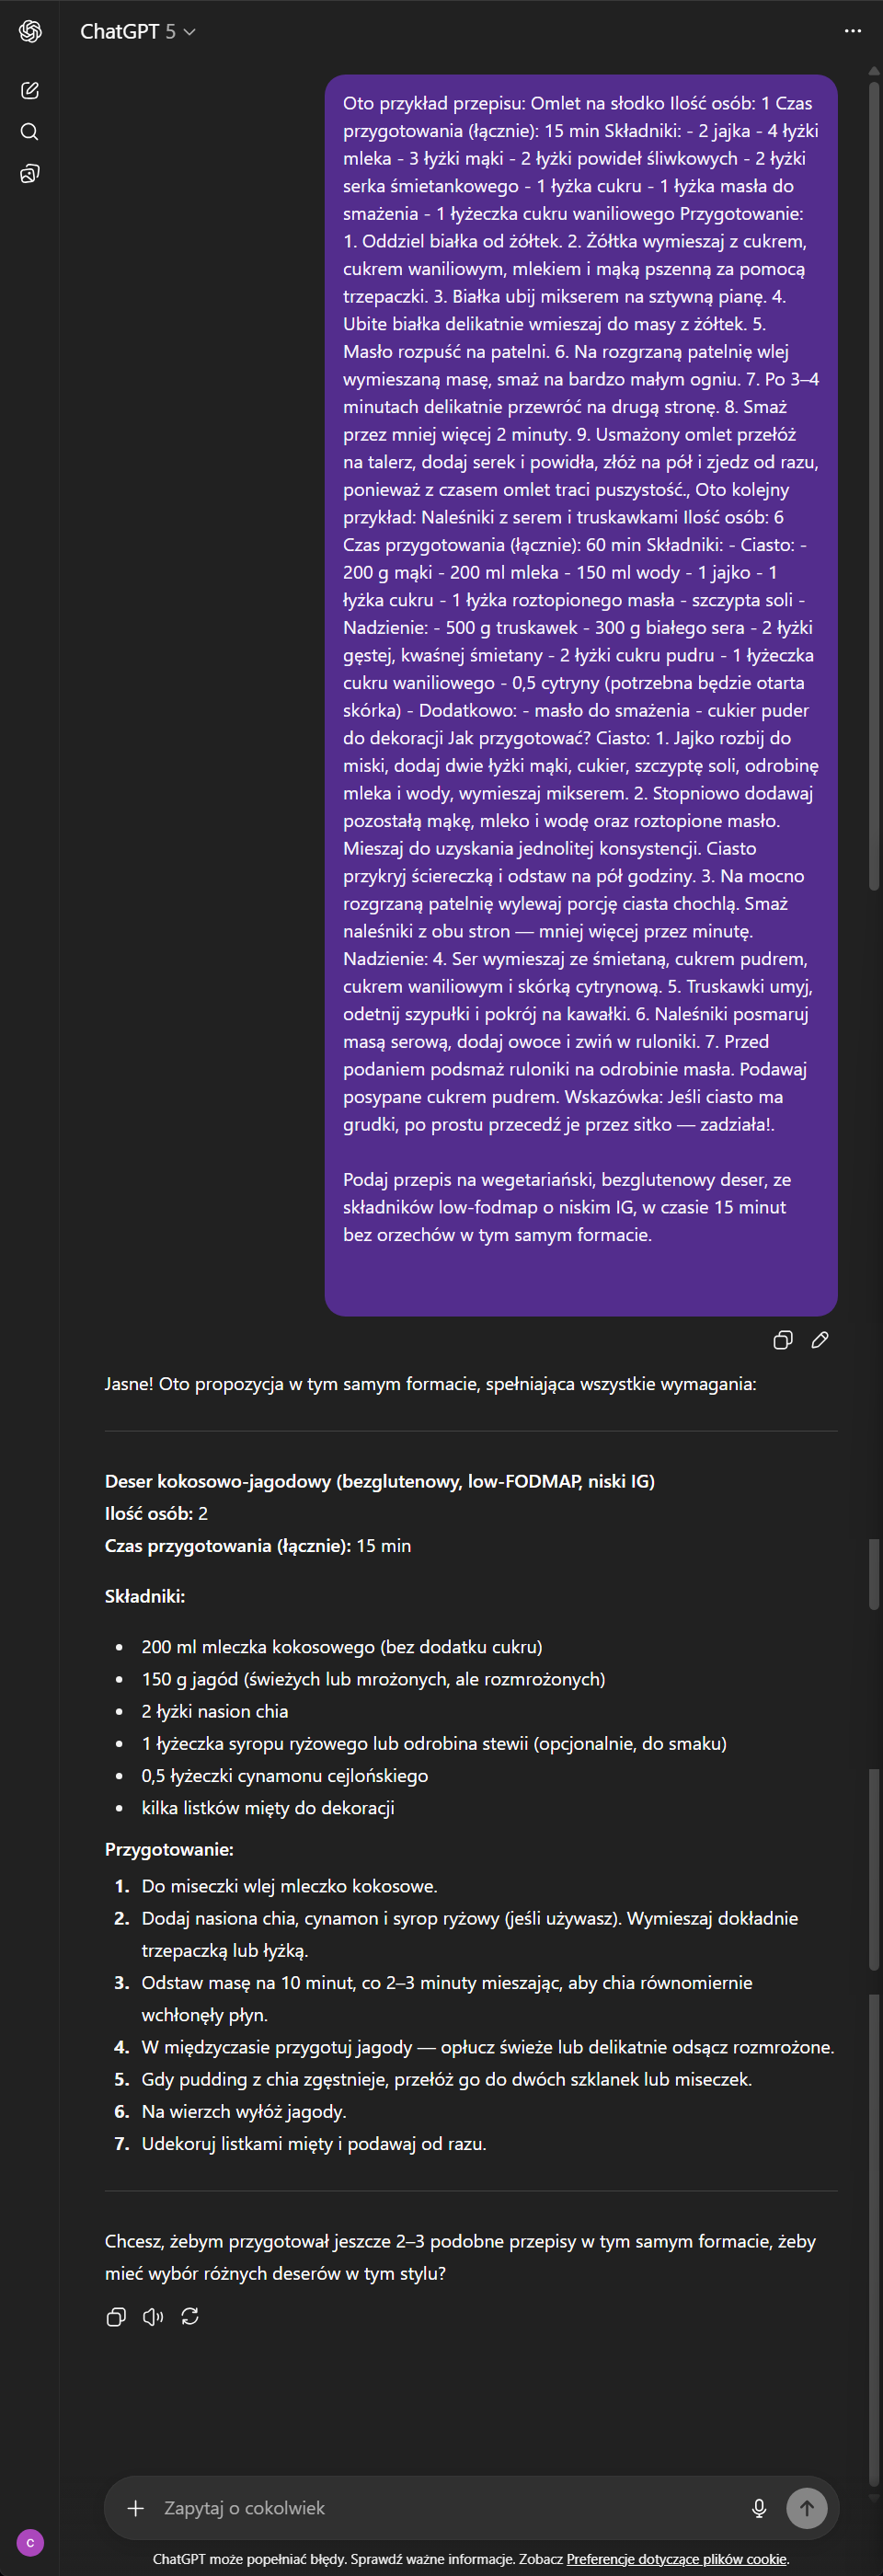 ChatGPT 5
Oto przykład przepisu: Omlet na słodko Ilość osób: 1 Czas
przygotowania (łącznie): 15 min Składniki: - 2 jajka - 4 łyżki
mleka - 3 łyżki mąki - 2 łyżki powideł śliwkowych - 2 łyżki
serka śmietankowego - 1 łyżka cukru - 1 łyżka masła do
smażenia - 1 łyżeczka cukru waniliowego Przygotowanie:
1. Oddziel białka od żółtek. 2. Żółtka wymieszaj z cukrem,
cukrem waniliowym, mlekiem i mąką pszenną za pomocą
trzepaczki. 3. Białka ubij mikserem na sztywną pianę. 4.
Ubite białka delikatnie wmieszaj do masy z żółtek. 5.
Masło rozpuść na patelni. 6. Na rozgrzaną patelnię wlej
wymieszaną masę, smaż na bardzo małym ogniu. 7. Po 3–4
minutach delikatnie przewróć na drugą stronę. 8. Smaż
przez mniej więcej 2 minuty. 9. Usmażony omlet przełóż
na talerz, dodaj serek i powidła, złóż na pół i zjedz od razu,
ponieważ z czasem omlet traci puszystość., Oto kolejny
przykład: Naleśniki z serem i truskawkami Ilość osób: 6
Czas przygotowania (łącznie): 60 min Składniki: - Ciasto: -
200 g mąki - 200 ml mleka - 150 ml wody - 1 jajko - 1
łyżka cukru - 1 łyżka roztopionego masła - szczypta soli -
Nadzienie: - 500 g truskawek - 300 g białego sera - 2 łyżki
gęstej, kwaśnej śmietany - 2 łyżki cukru pudru - 1 łyżeczka
cukru waniliowego - 0,5 cytryny (potrzebna będzie otarta
skórka) - Dodatkowo: - masło do smażenia - cukier puder
do dekoracji Jak przygotować? Ciasto: 1. Jajko rozbij do
miski, dodaj dwie łyżki mąki, cukier, szczyptę soli, odrobinę
mleka i wody, wymieszaj mikserem. 2. Stopniowo dodawaj
pozostałą mąkę, mleko i wodę oraz roztopione masło.
Mieszaj do uzyskania jednolitej konsystencji. Ciasto
przykryj ściereczką i odstaw na pół godziny. 3. Na mocno
rozgrzaną patelnię wylewaj porcję ciasta chochlą. Smaż
naleśniki z obu stron — mniej więcej przez minutę.
Nadzienie: 4. Ser wymieszaj ze śmietaną, cukrem pudrem,
cukrem waniliowym i skórką cytrynową. 5. Truskawki umyj,
odetnij szypułki i pokrój na kawałki. 6. Naleśniki posmaruj
masą serową, dodaj owoce i zwiń w ruloniki. 7. Przed
podaniem podsmaż ruloniki na odrobinie masła. Podawaj
posypane cukrem pudrem. Wskazówka: Jeśli ciasto ma
grudki, po prostu przecedź je przez sitko — zadziała!.
Podaj przepis na wegetariański, bezglutenowy deser, ze
składników low-fodmap o niskim IG, w czasie 15 minut
bez orzechów w tym samym formacie.
Jasne! Oto propozycja w tym samym formacie, spełniająca wszystkie wymagania:
Deser kokosowo-jagodowy (bezglutenowy, low-FODMAP, niski IG)
Ilość osób: 2
Czas przygotowania (łącznie): 15 min
Składniki:
• 200 ml mleczka kokosowego (bez dodatku cukru)
• 150 g jagód (świeżych lub mrożonych, ale rozmrożonych)
• 2 łyżki nasion chia
• 1 łyżeczka syropu ryżowego lub odrobina stewii (opcjonalnie, do smaku)
• 0,5 łyżeczki cynamonu cejlońskiego
• kilka listków mięty do dekoracji
Przygotowanie:
1. Do miseczki wlej mleczko kokosowe.
2. Dodaj nasiona chia, cynamon i syrop ryżowy (jeśli używasz). Wymieszaj dokładnie
trzepaczką lub łyżką.
3. Odstaw masę na 10 minut, co 2–3 minuty mieszając, aby chia równomiernie
wchłonęły płyn.
4. W międzyczasie przygotuj jagody — opłucz świeże lub delikatnie odsącz rozmrożone.
5. Gdy pudding z chia zgęstnieje, przełóż go do dwóch szklanek lub miseczek.
6. Na wierzch wyłóż jagody.
7. Udekoruj listkami mięty i podawaj od razu.
Chcesz, żebym przygotował jeszcze 2–3 podobne przepisy w tym samym formacie, żeby
mieć wybór różnych deserów w tym stylu?
Zapytaj o cokolwiek
C
ChatGPT może popełniać błędy. Sprawdź ważne informacje. Zobacz Preferencje dotyczące plików cookie.